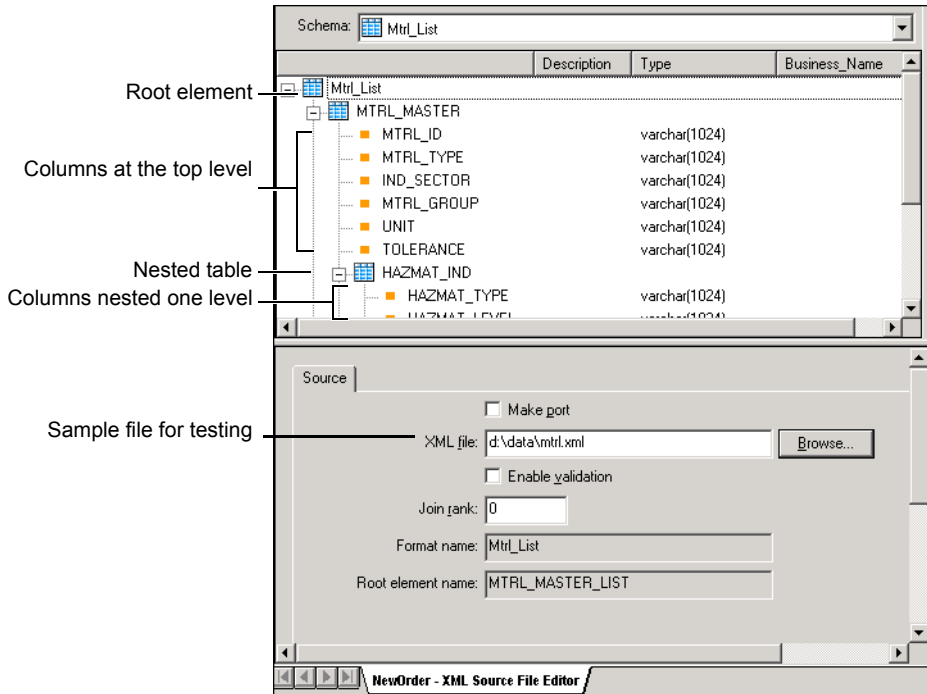 Schema: Mtrl_List
Description Type Business_Name
Root element
Mtrl_List
MTRL_MASTER
MTRL_ID varchar(1024)
MTRL_TYPE varchar(1024)
Columns at the top level
IND_SECTOR varchar(1024)
MTRL_GROUP varchar(1024)
UNIT varchar(1024)
TOLERANCE varchar(1024)
Nested table
HAZMAT_IND
Columns nested one level
HAZMAT_TYPE varchar(1024)
HAZMAT_LEVEL varchar(1024)
Source
Make port
Sample file for testing
XML file: d:\data\mtrl.xml Browse...
Enable validation
Join rank: 0
Format name: Mtrl_List
Root element name: MTRL_MASTER_LIST
NewOrder - XML Source File Editor